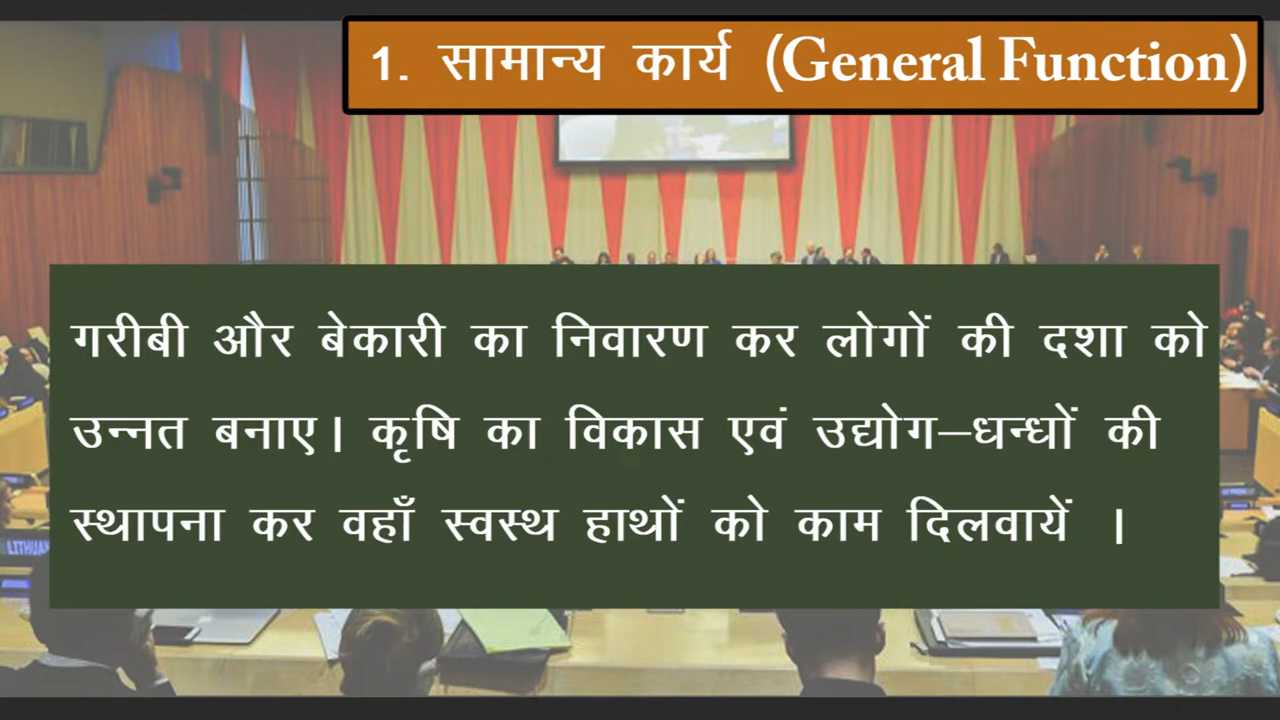 1. सामान्य कार्य (General Function)
गरीबी और बेकारी का निवारण कर लोगों की दशा को
उन्नत बनाए। कृषि का विकास एवं उद्योग–धन्धों की
स्थापना कर वहाँ स्वस्थ हाथों को काम दिलवायें ।